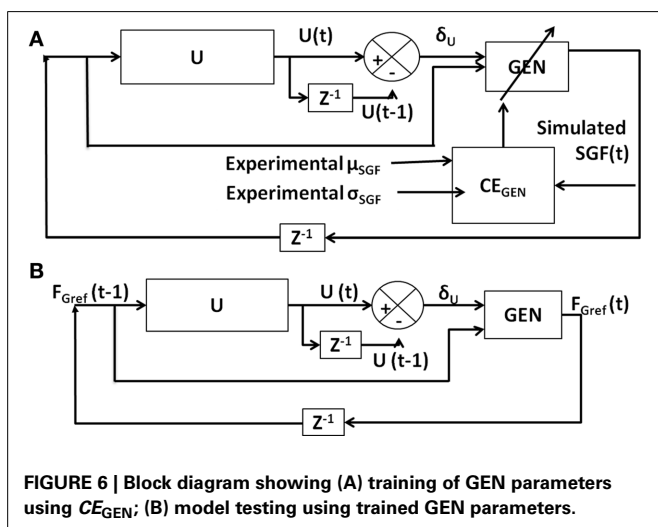 A
U
U(t)
+
-
δU
GEN
Z-1
U(t-1)
Simulated
SGF(t)
Experimental μSGF
Experimental σSGF
CEGEN
Z-1
B
FGref (t-1)
U
U (t)
+
-
δU
GEN
FGref (t)
Z-1
U (t-1)
Z-1
FIGURE 6 | Block diagram showing (A) training of GEN parameters
using CEGEN; (B) model testing using trained GEN parameters.